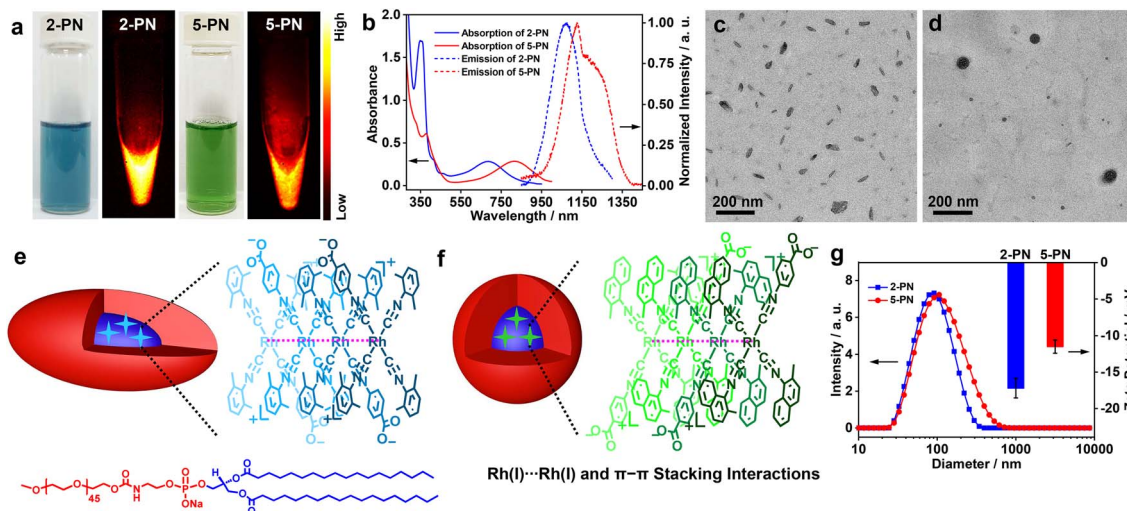 a
2-PN
2-PN
5-PN
5-PN
High
Low
b
2.0
1.5
1.0
0.5
0.0
Absorbance
Absorption of 2-PN
Absorption of 5-PN
Emission of 2-PN
Emission of 5-PN
1.00
0.75
0.50
0.25
0.00
Normalized Intensity / a. u.
350 550 750 950 1150 1350
Wavelength / nm
c
200 nm
d
200 nm
e
Rh Rh Rh Rh
f
Rh Rh Rh Rh
Rh(I)···Rh(I) and π−π Stacking Interactions
45
ONa
g
2-PN 5-PN
2-PN
5-PN
8
6
4
2
0
Intensity / a. u.
0
-5
-10
-15
-20
10 100 1000 10000
Diameter / nm